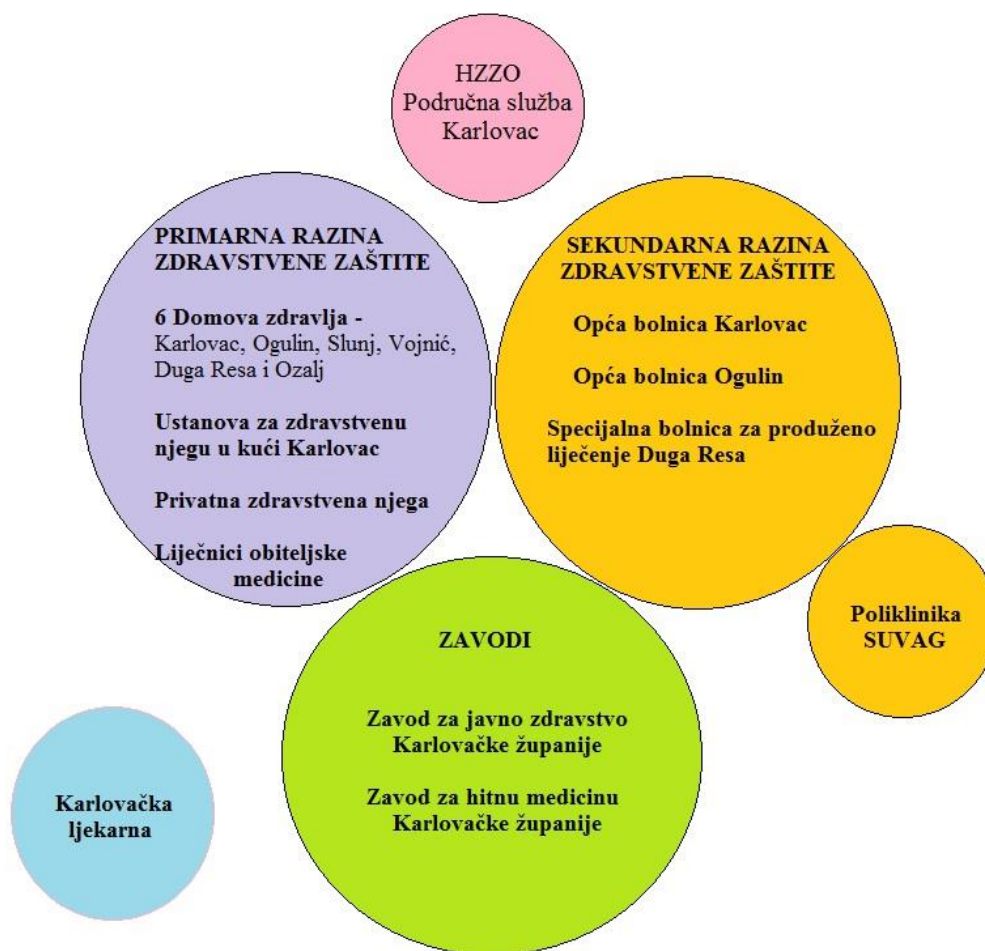 HZZO
Područna služba
Karlovac
PRIMARNA RAZINA
ZDRAVSTVENE ZAŠTITE
6 Domova zdravlja -
Karlovac, Ogulin, Slunj, Vojnić,
Duga Resa i Ozalj
Ustanova za zdravstvenu
njegu u kući Karlovac
Privatna zdravstvena njega
Liječnici obiteljske
medicine
SEKUNDARNA RAZINA
ZDRAVSTVENE ZAŠTITE
Opća bolnica Karlovac
Opća bolnica Ogulin
Specijalna bolnica za produženo
liječenje Duga Resa
Poliklinika
SUVAG
ZAVODI
Zavod za javno zdravstvo
Karlovačke županije
Zavod za hitnu medicinu
Karlovačke županije
Karlovačka
ljekarna